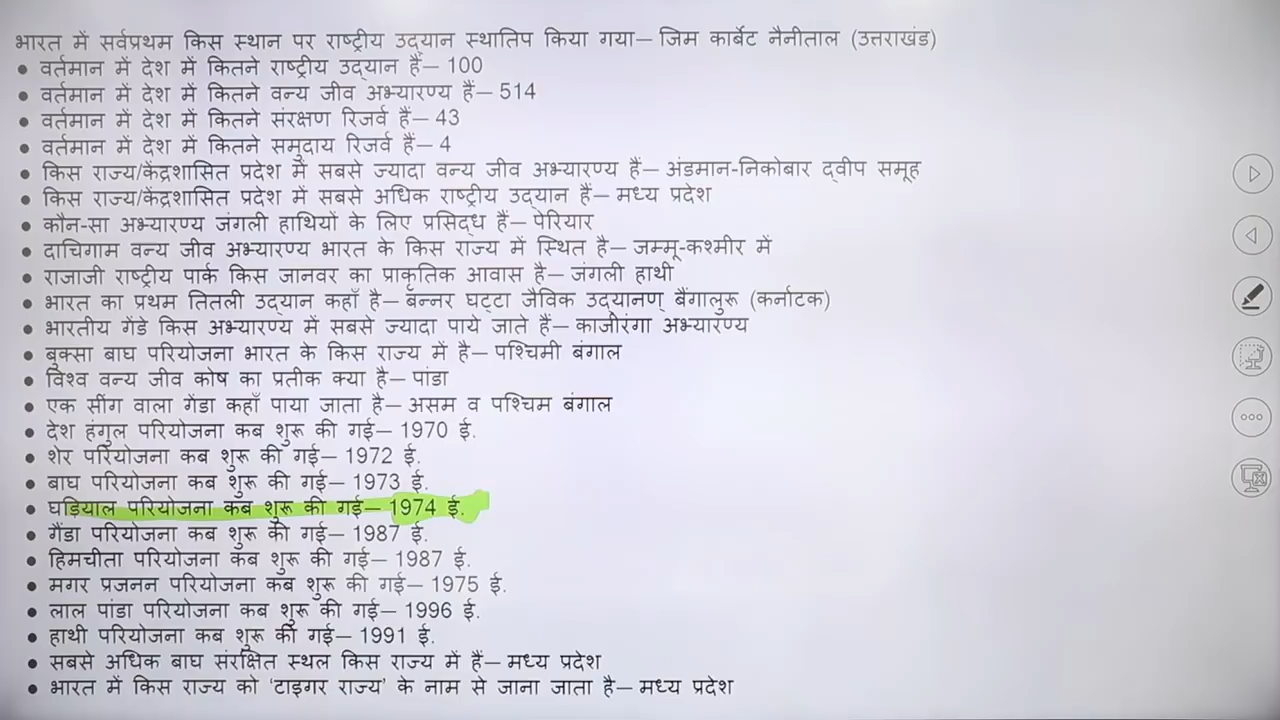 भारत में सर्वप्रथम किस स्थान पर राष्ट्रीय उद्यान स्थातिप किया गया— जिम कार्बेट नैनीताल (उत्तराखंड)
● वर्तमान में देश में कितने राष्ट्रीय उद्यान हैं— 100
● वर्तमान में देश में कितने वन्य जीव अभ्यारण्य हैं— 514
● वर्तमान में देश में कितने संरक्षण रिजर्व हैं— 43
● वर्तमान में देश में कितने समुदाय रिजर्व हैं— 4
● किस राज्य/केंद्रशासित प्रदेश में सबसे ज्यादा वन्य जीव अभ्यारण्य हैं— अंडमान-निकोबार द्वीप समूह
● किस राज्य/केंद्रशासित प्रदेश में सबसे अधिक राष्ट्रीय उद्यान हैं— मध्य प्रदेश
● कौन-सा अभ्यारण्य जंगली हाथियों के लिए प्रसिद्ध हैं— पेरियार
● दाचिगाम वन्य जीव अभ्यारण्य भारत के किस राज्य में स्थित है— जम्मू-कश्मीर में
● राजाजी राष्ट्रीय पार्क किस जानवर का प्राकृतिक आवास है— जंगली हाथी
● भारत का प्रथम तितली उद्यान कहाँ है— बन्नर घट्टा जैविक उद्यानण् बैंगालुरू (कर्नाटक)
● भारतीय गेंडे किस अभ्यारण्य में सबसे ज्यादा पाये जाते हैं— काजीरंगा अभ्यारण्य
● बुक्सा बाघ परियोजना भारत के किस राज्य में है— पश्चिमी बंगाल
● विश्व वन्य जीव कोष का प्रतीक क्या है— पांडा
● एक सींग वाला गेंडा कहाँ पाया जाता है— असम व पश्चिम बंगाल
● देश हंगुल परियोजना कब शुरू की गई— 1970 ई.
● शेर परियोजना कब शुरू की गई— 1972 ई.
● बाघ परियोजना कब शुरू की गई— 1973 ई.
● घड़ियाल परियोजना कब शुरू की गई— 1974 ई.
● गैंडा परियोजना कब शुरू की गई— 1987 ई.
● हिमचीता परियोजना कब शुरू की गई— 1987 ई.
● मगर प्रजनन परियोजना कब शुरू की गई— 1975 ई.
● लाल पांडा परियोजना कब शुरू की गई— 1996 ई.
● हाथी परियोजना कब शुरू की गई— 1991 ई.
● सबसे अधिक बाघ संरक्षित स्थल किस राज्य में हैं— मध्य प्रदेश
● भारत में किस राज्य को 'टाइगर राज्य' के नाम से जाना जाता है— मध्य प्रदेश